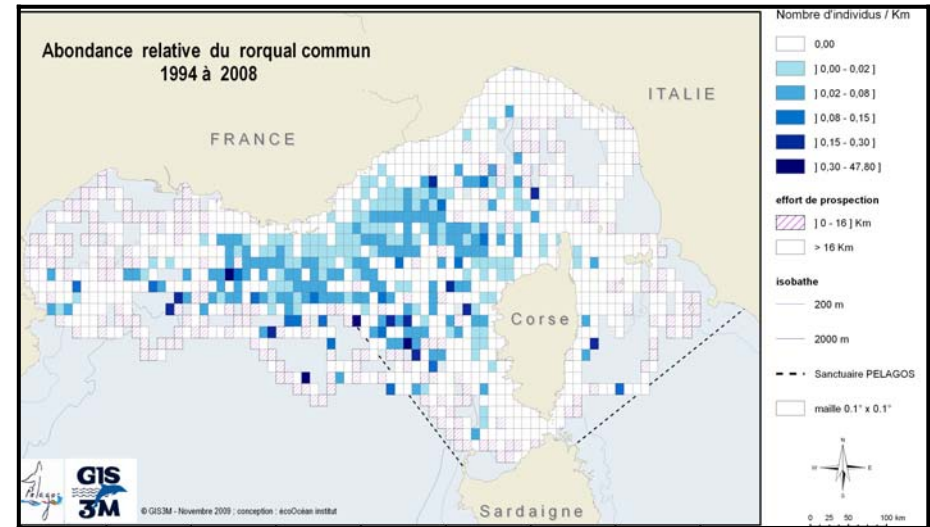 Abondance relative du rorqual commun
1994 à 2008
FRANCE
ITALIE
Corse
Sardaigne
Pelagos
GIS
3M
© GIS3M - Novembre 2009 ; conception : écoOcéan institut
Nombre d'individus / Km
0,00
] 0,00 - 0,02 ]
] 0,02 - 0,08 ]
] 0,08 - 0,15 ]
] 0,15 - 0,30 ]
] 0,30 - 47.80 ]
effort de prospection
] 0 - 16 ] Km
> 16 Km
isobathe
200 m
2000 m
Sanctuaire PELAGOS
maille 0.1° x 0.1°
N
W E
S
0 25 50 100 km